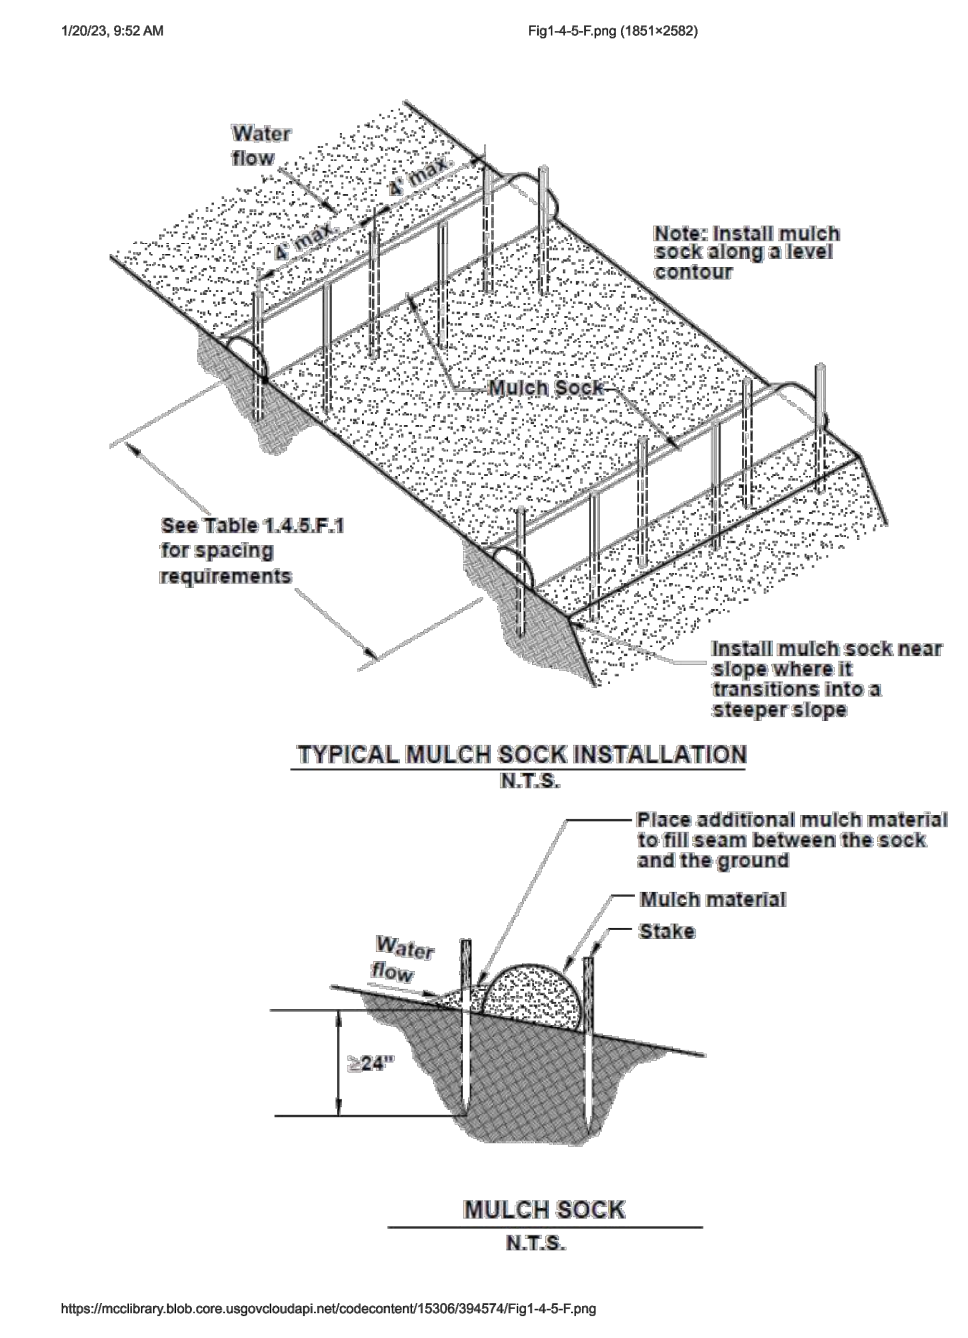 1/20/23, 9:52 AM
Fig1-4-5-F.png (1851×2582)
Water
flow
4' max.
4' max.
Note: Install mulch
sock along a level
contour
Mulch Sock
See Table 1.4.5.F.1
for spacing
requirements
Install mulch sock near
slope where it
transitions into a
steeper slope
TYPICAL MULCH SOCK INSTALLATION
N.T.S.
Place additional mulch material
to fill seam between the sock
and the ground
Mulch material
Stake
Water
flow
≥24"
MULCH SOCK
N.T.S.
https://mcclibrary.blob.core.usgovcloudapi.net/codecontent/15306/394574/Fig1-4-5-F.png